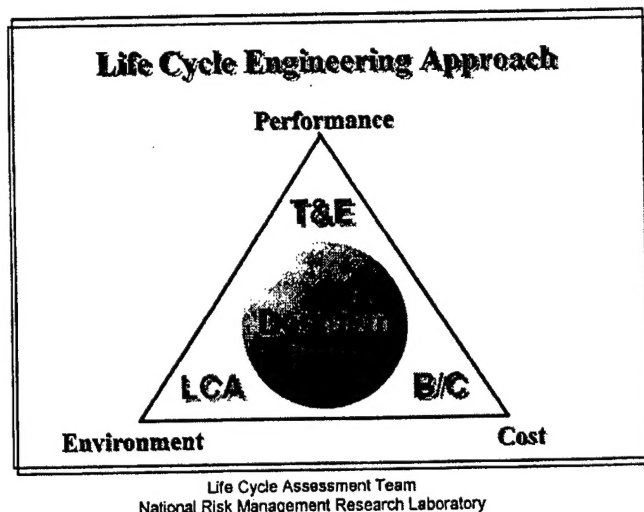 Life Cycle Engineering Approach
Performance
T&E
LCA
B/C
Environment
Cost
Life Cycle Assessment Team
National Risk Management Research Laboratory